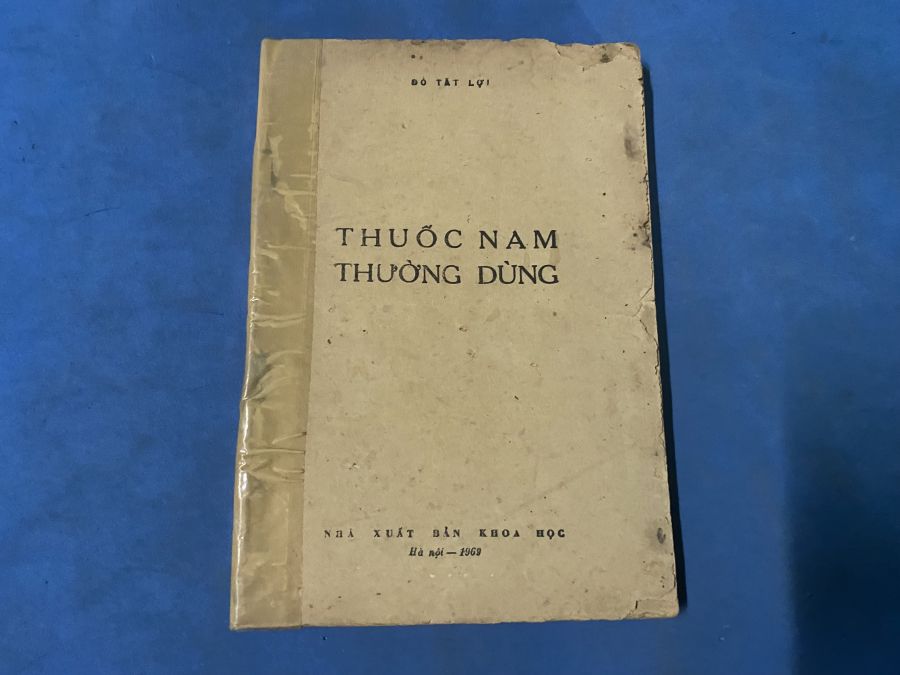 ĐỖ TẤT LỢI
THUỐC NAM
THƯỜNG DÙNG
NHÀ XUẤT BẢN KHOA HỌC
Hà nội — 1969